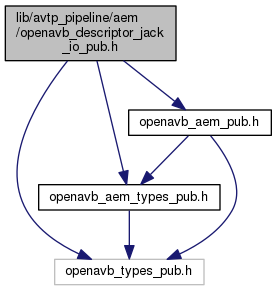 lib/avtp_pipeline/aem
/openavb_descriptor_jack
_io_pub.h
openavb_aem_pub.h
openavb_aem_types_pub.h
openavb_types_pub.h